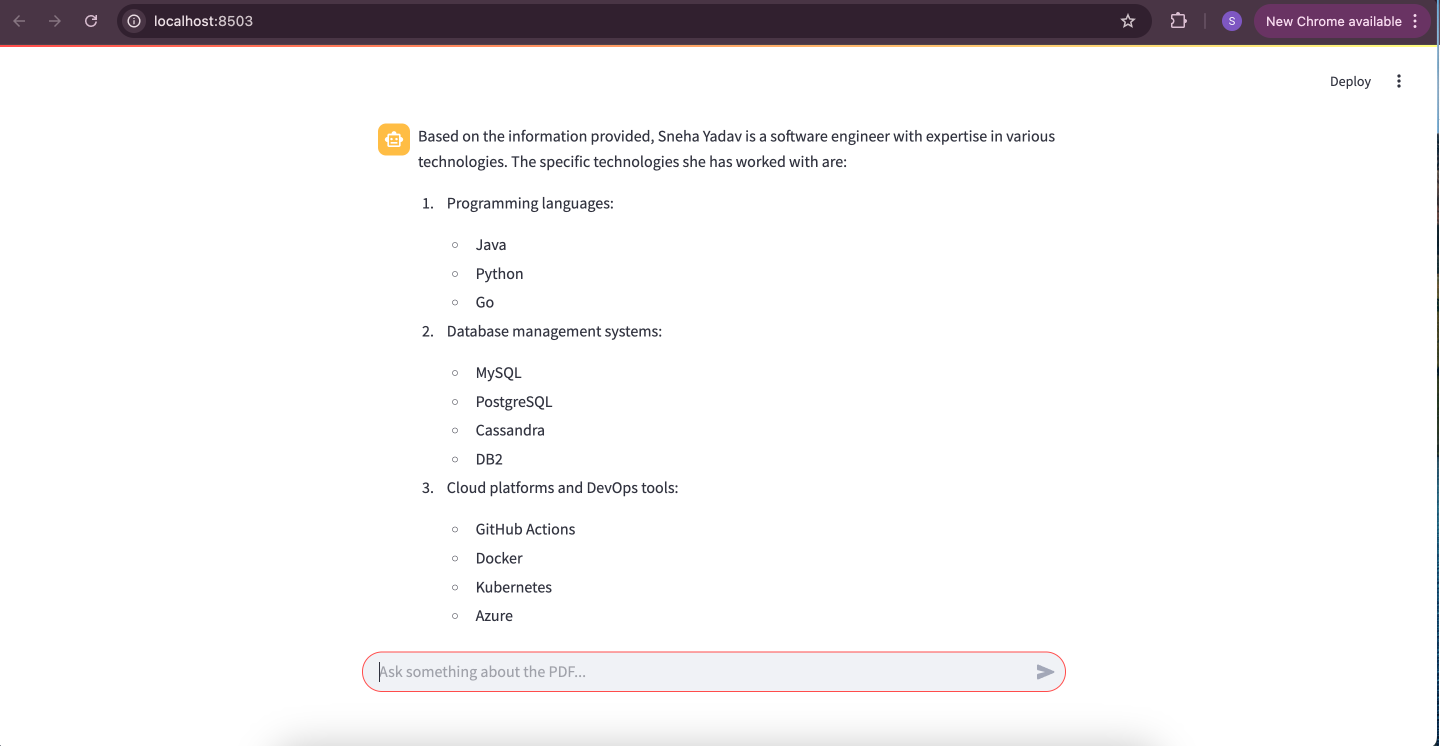 localhost:8503
S
New Chrome available
Deploy
Based on the information provided, Sneha Yadav is a software engineer with expertise in various
technologies. The specific technologies she has worked with are:
1. Programming languages:
Java
Python
Go
2. Database management systems:
MySQL
PostgreSQL
Cassandra
DB2
3. Cloud platforms and DevOps tools:
GitHub Actions
Docker
Kubernetes
Azure
Ask something about the PDF...